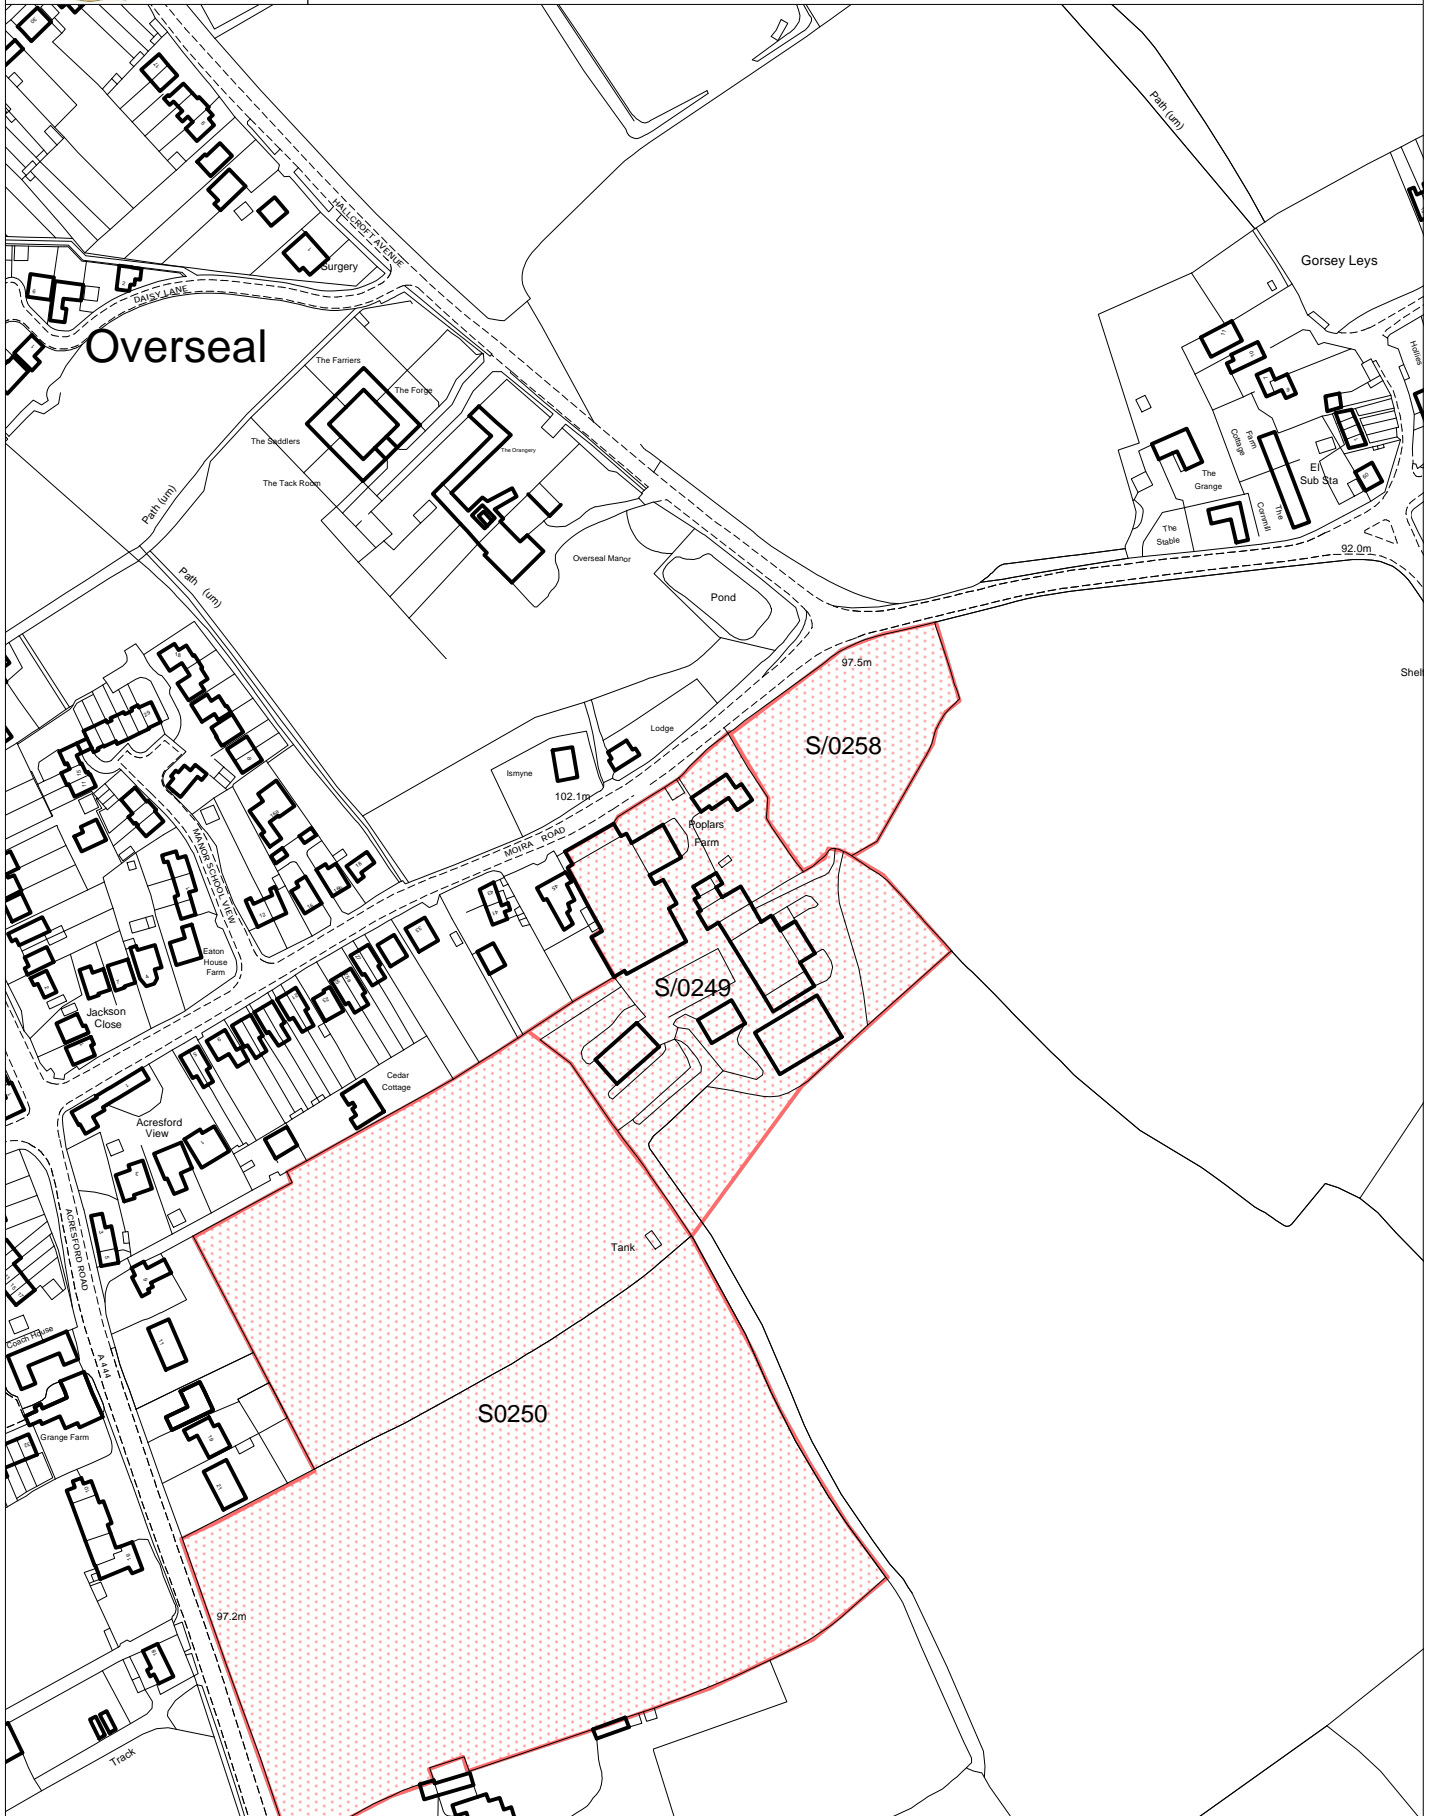 Path (um)
HALLCROFT AVENUE
Surgery
Gorsey Leys
DAISY LANE
Overseal
Hollies
The Farriers
The Forge
The Saddlers
The Orangery
The Tack Room
Farm
Cottage
The
Grange
El
Sub Sta
The
Cornmill
The
Stable
92.0m
Path (um)
Overseal Manor
Path (um)
Pond
97.5m
Shel
Lodge
S/0258
Ismyne
102.1m
Poplars
Farm
MOIRA ROAD
MANOR SCHOOL VIEW
Eaton
House
Farm
S/0249
Jackson
Close
Cedar
Cottage
Acresford
View
ACRESFORD ROAD
Tank
Coach House
A 444
S0250
Grange Farm
97.2m
Track